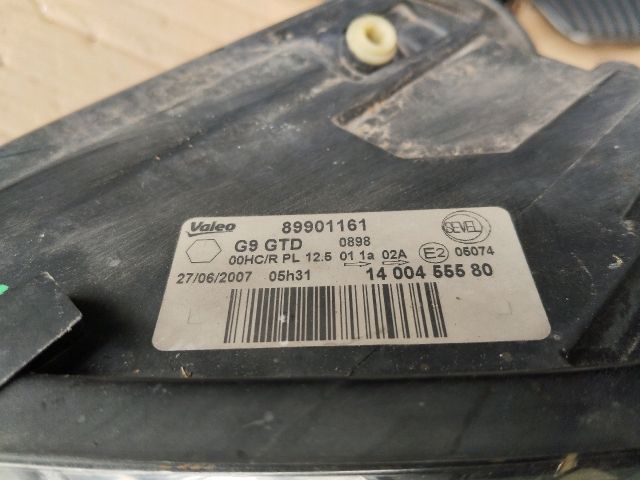 Valeo 89901161
G9 GTD 0898 SEVEL
00HC/R PL 12.5 01 1a 02A E2 05074
27/06/2007 05h31 14 004 555 80